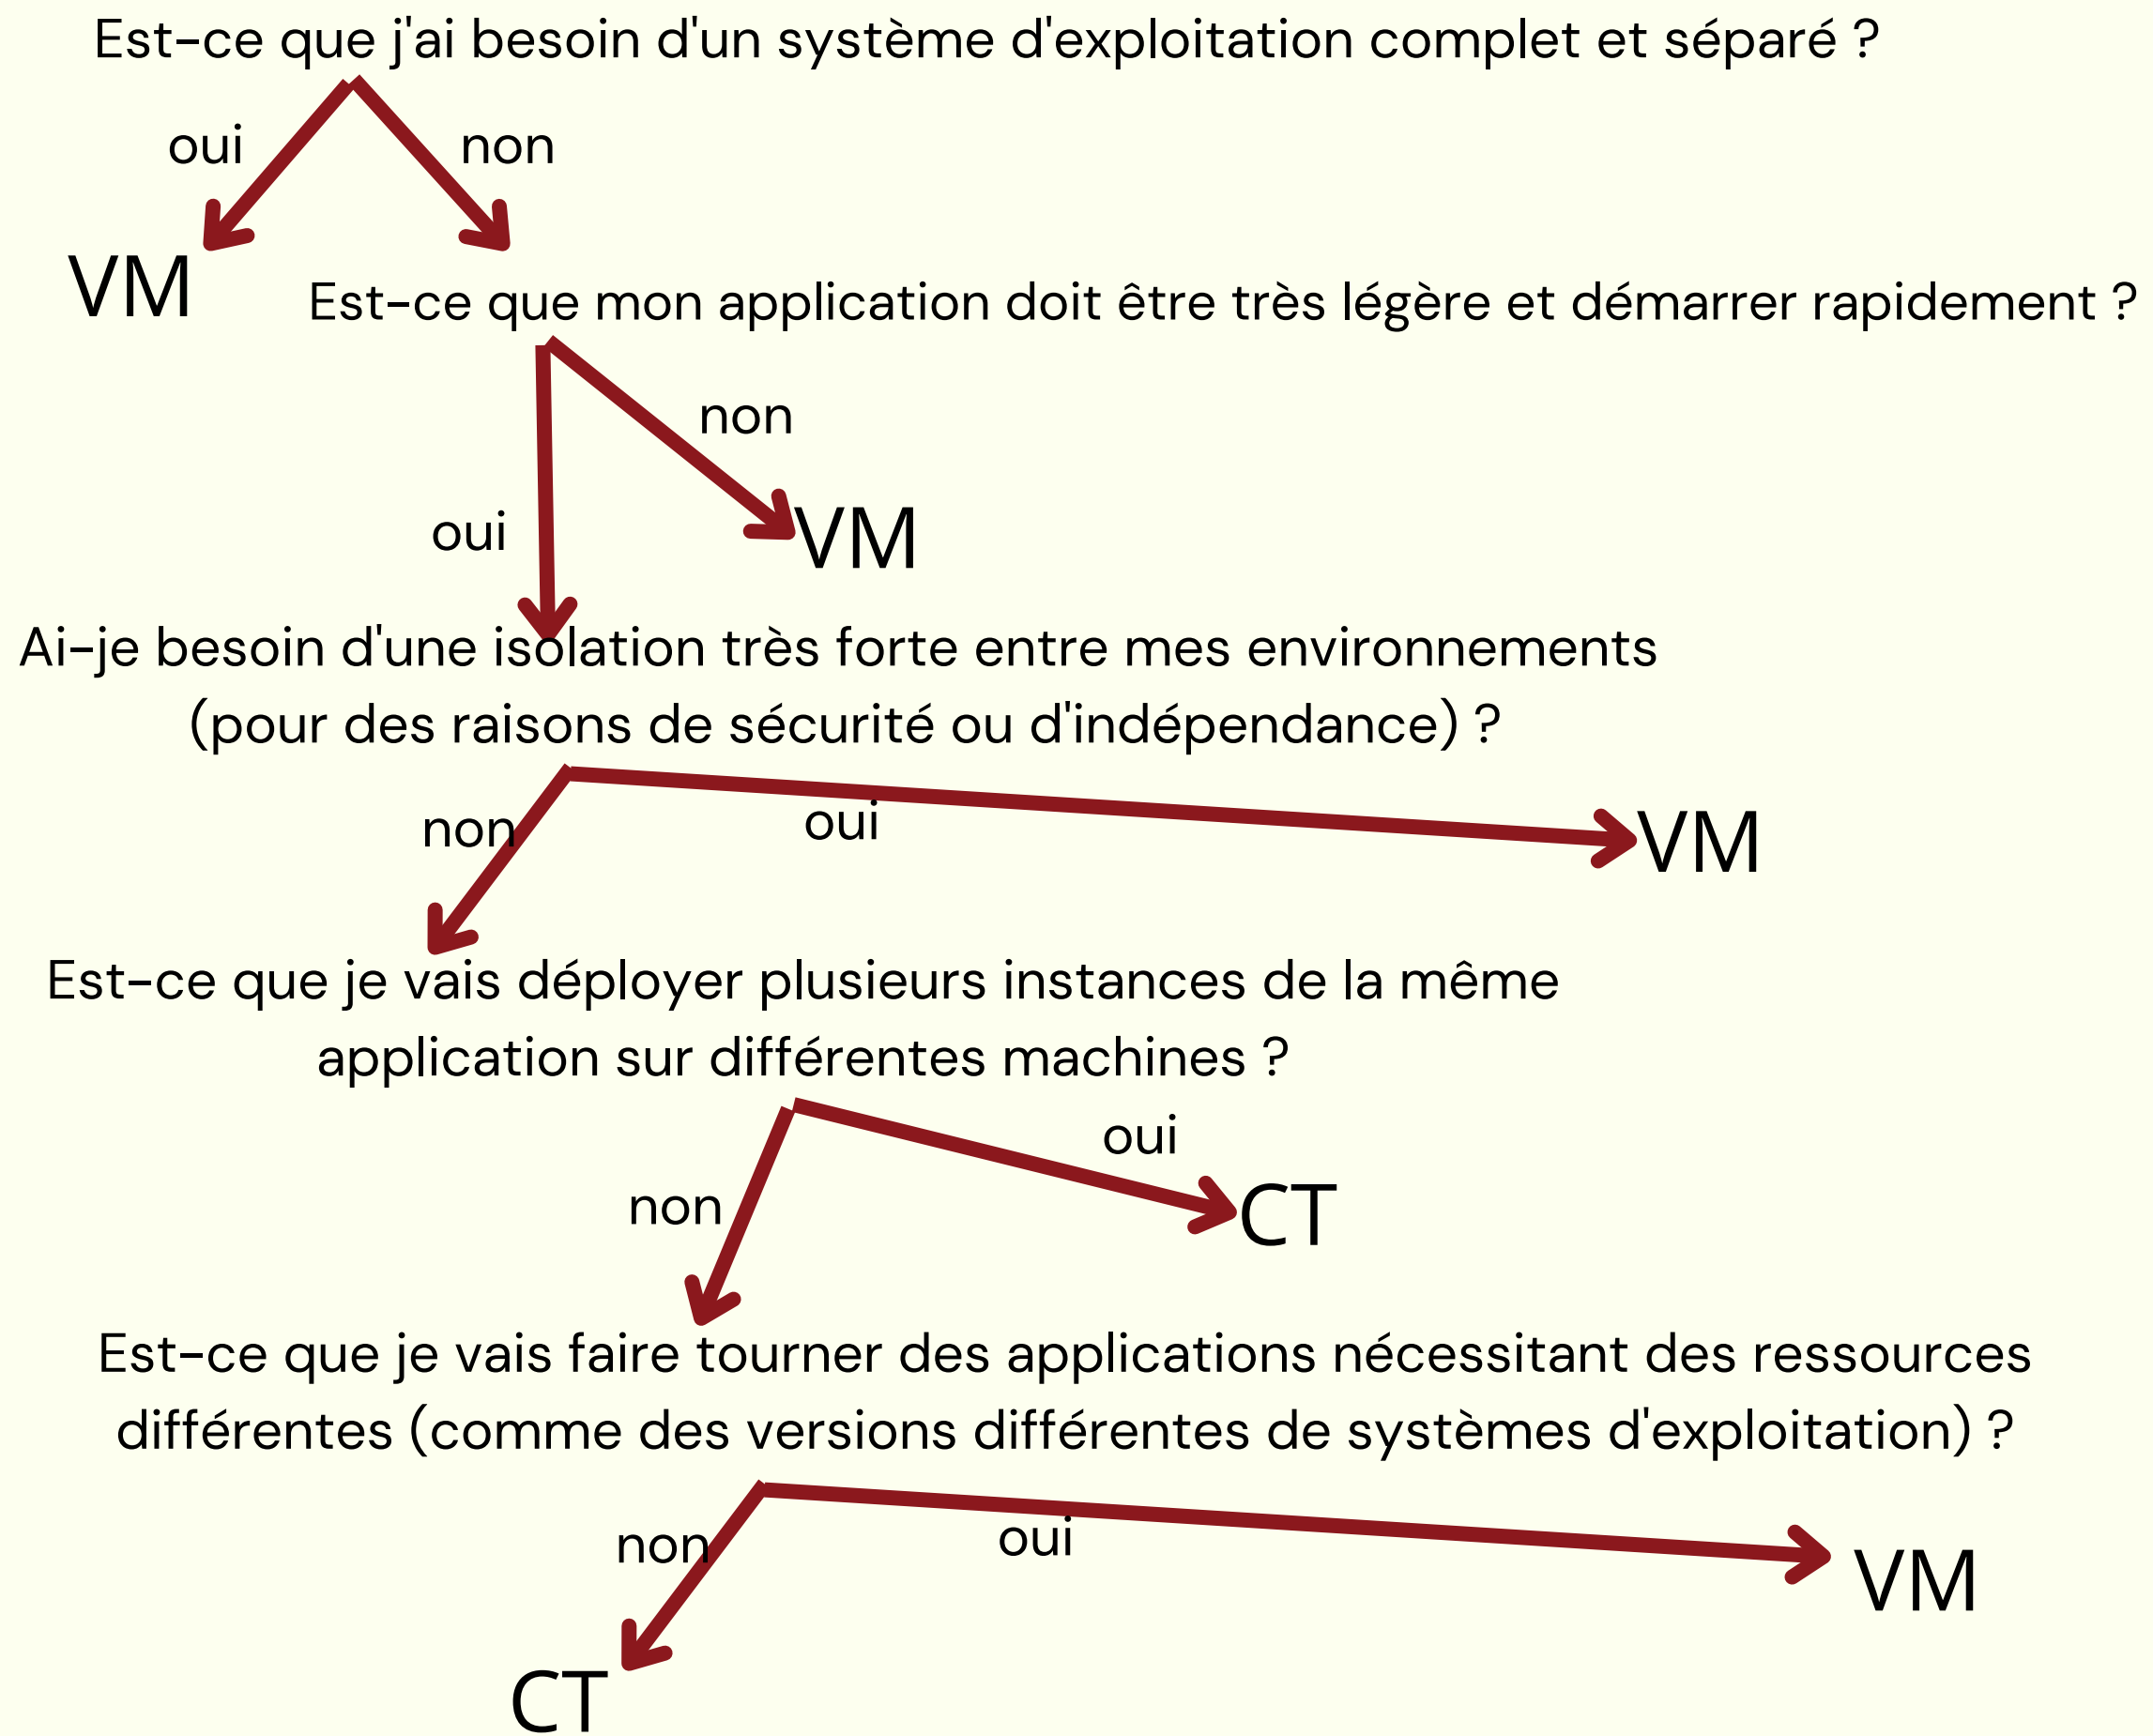 Est-ce que j'ai besoin d'un système d'exploitation complet et séparé ?
oui
non
VM
Est-ce que mon application doit être très légère et démarrer rapidement ?
non
oui
VM
Ai-je besoin d'une isolation très forte entre mes environnements
(pour des raisons de sécurité ou d'indépendance) ?
non
oui
VM
Est-ce que je vais déployer plusieurs instances de la même
application sur différentes machines ?
oui
non
CT
Est-ce que je vais faire tourner des applications nécessitant des ressources
différentes (comme des versions différentes de systèmes d'exploitation) ?
non
oui
VM
CT